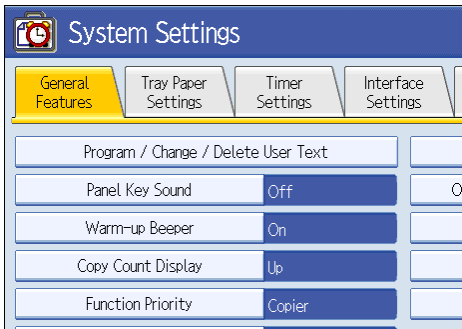 System Settings
General Features
Tray Paper Settings
Timer Settings
Interface Settings
Program / Change / Delete User Text
Panel Key Sound Off
Warm-up Beeper On
Copy Count Display Up
Function Priority Copier